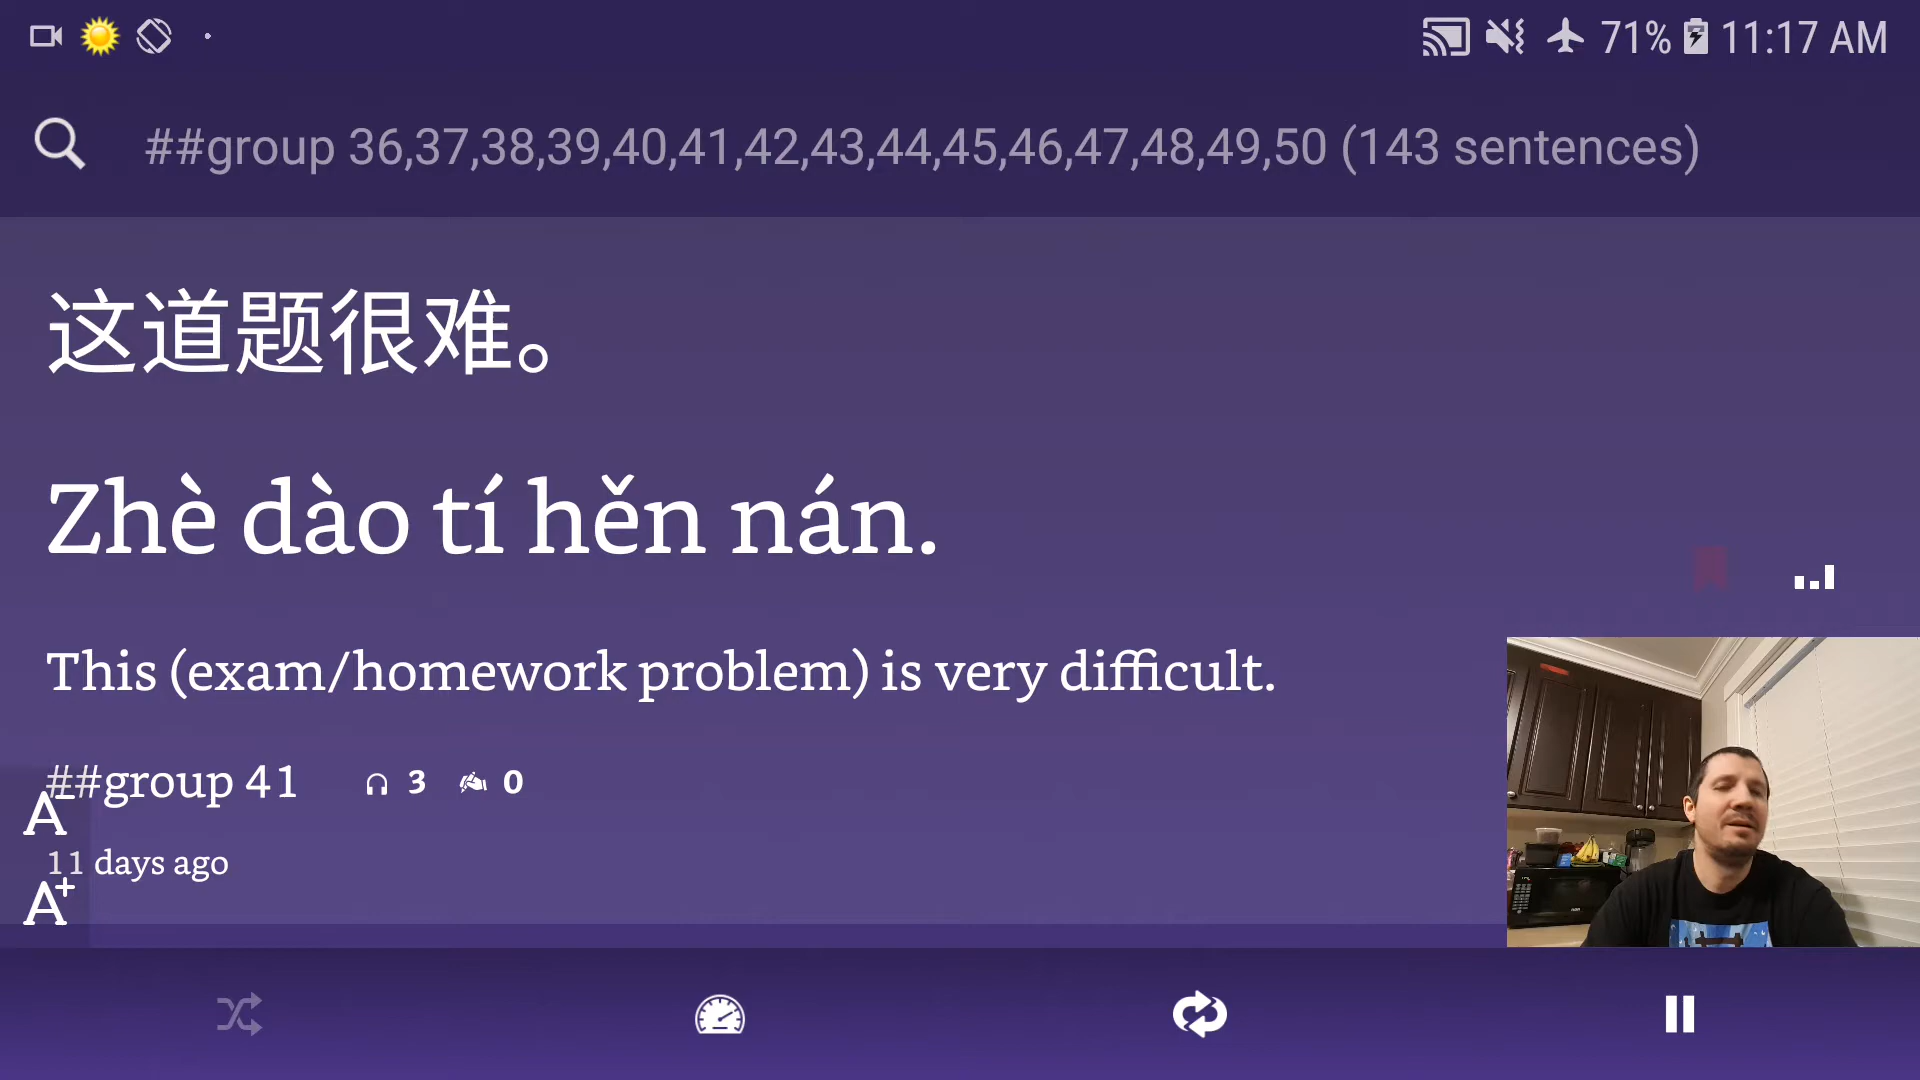 71% 11:17 AM
##group 36,37,38,39,40,41,42,43,44,45,46,47,48,49,50 (143 sentences)
这道题很难。
Zhè dào tí hěn nán.
This (exam/homework problem) is very difficult.
##group 41 3 0
A-
11 days ago
A+